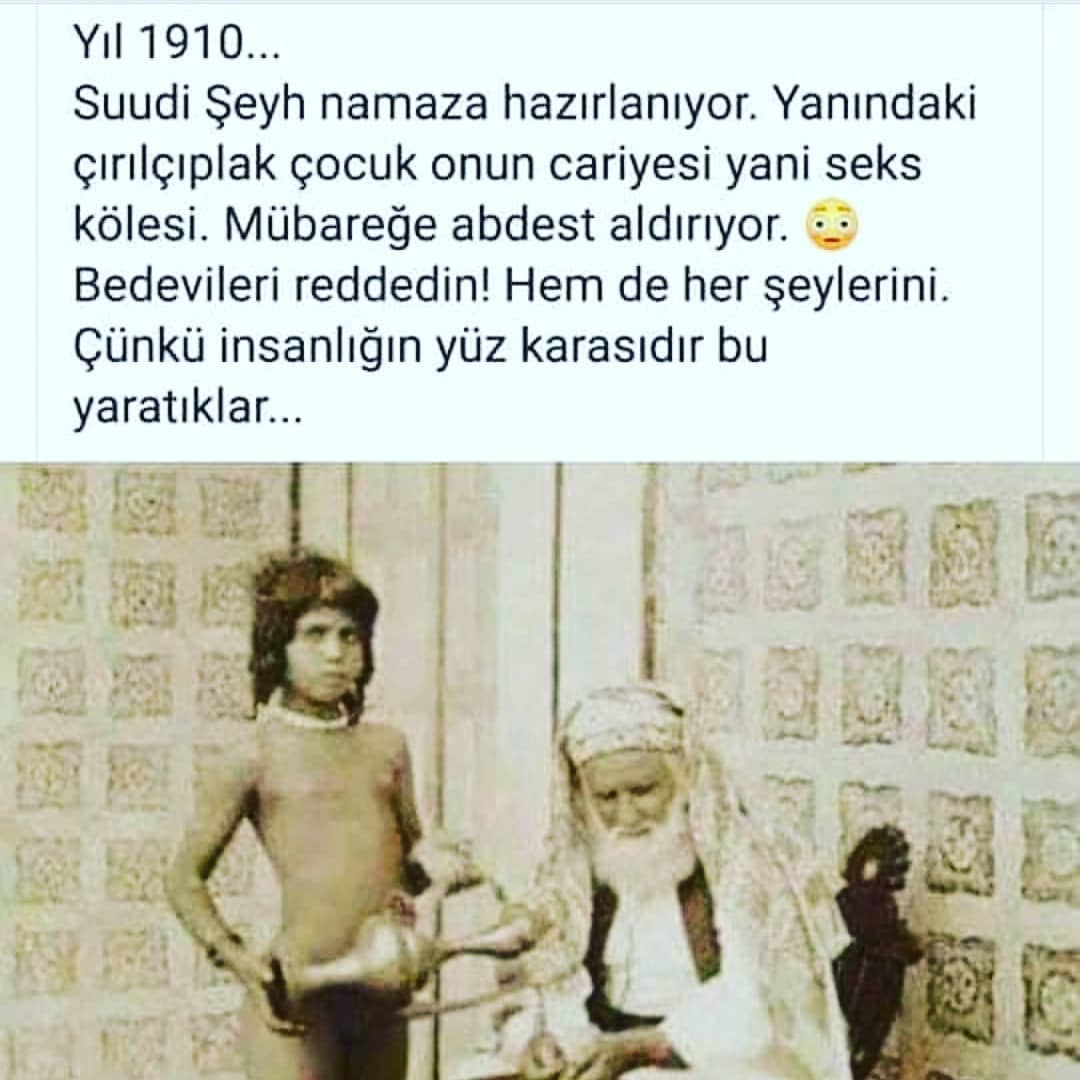 Yıl 1910...
Suudi Şeyh namaza hazırlanıyor. Yanındaki
çırılçıplak çocuk onun cariyesi yani seks
kölesi. Mübareğe abdest aldırıyor. 😳
Bedevileri reddedin! Hem de her şeylerini.
Çünkü insanlığın yüz karasıdır bu
yaratıklar...